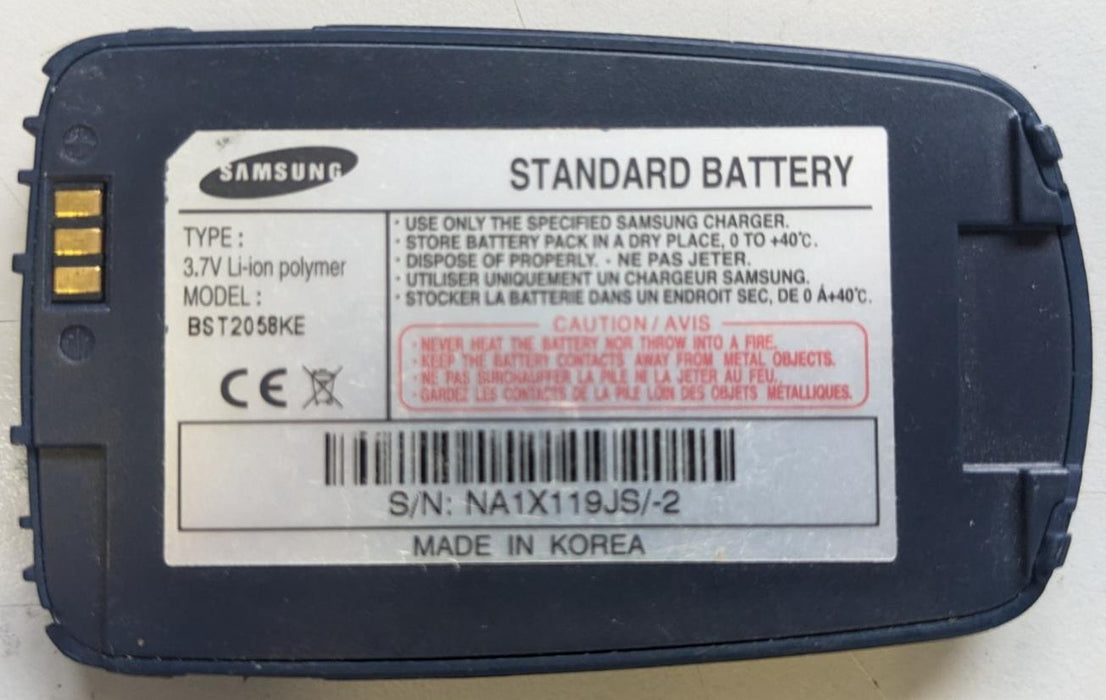 SAMSUNG
STANDARD BATTERY
TYPE :
3.7V Li-ion polymer
MODEL :
BST2058KE
CE
· USE ONLY THE SPECIFIED SAMSUNG CHARGER.
· STORE BATTERY PACK IN A DRY PLACE, 0 TO +40℃.
· DISPOSE OF PROPERLY. · NE PAS JETER.
· UTILISER UNIQUEMENT UN CHARGEUR SAMSUNG.
· STOCKER LA BATTERIE DANS UN ENDROIT SEC, DE 0 Á+40℃.
CAUTION / AVIS
· NEVER HEAT THE BATTERY NOR THROW INTO A FIRE.
· KEEP THE BATTERY CONTACTS AWAY FROM METAL OBJECTS.
· NE PAS SURCHAUFFER LA PILE NI LA JETER AU FEU.
· GARDEZ LES CONTACTS DE LA PILE LOIN DES OBJETS METALLIQUES.
S/N: NA1X119JS/-2
MADE IN KOREA